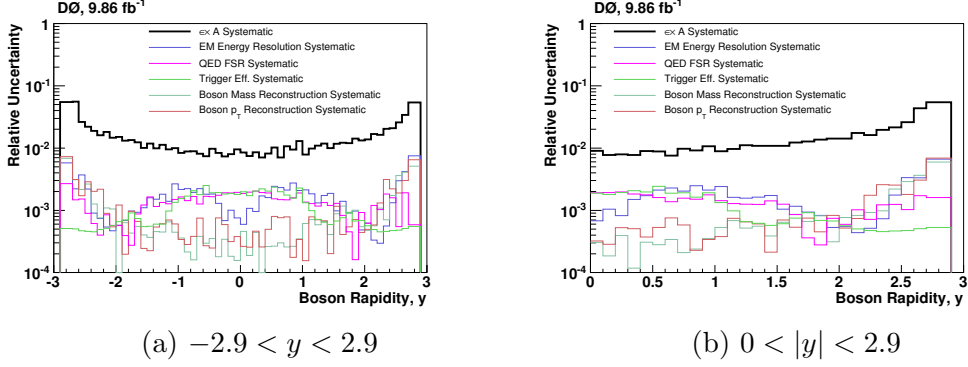 DØ, 9.86 fb⁻¹
Relative Uncertainty
1
10⁻¹
10⁻²
10⁻³
10⁻⁴
ε× A Systematic
EM Energy Resolution Systematic
QED FSR Systematic
Trigger Eff. Systematic
Boson Mass Reconstruction Systematic
Boson p_T Reconstruction Systematic
-3 -2 -1 0 1 2 3
Boson Rapidity, y
(a) −2.9 < y < 2.9
DØ, 9.86 fb⁻¹
Relative Uncertainty
1
10⁻¹
10⁻²
10⁻³
10⁻⁴
ε× A Systematic
EM Energy Resolution Systematic
QED FSR Systematic
Trigger Eff. Systematic
Boson Mass Reconstruction Systematic
Boson p_T Reconstruction Systematic
0 0.5 1 1.5 2 2.5 3
Boson Rapidity, y
(b) 0 < |y| < 2.9